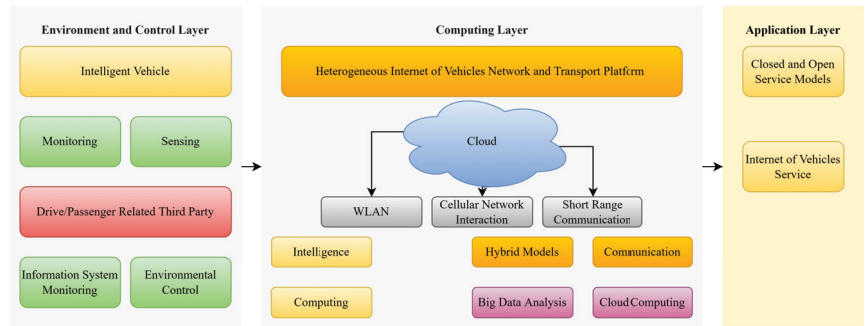 Environment and Control Layer
Intelligent Vehicle
Monitoring
Sensing
Drive/Passenger Related Third Party
Information System
Monitoring
Environmental
Control
Computing Layer
Heterogeneous Internet of Vehicles Network and Transport Platform
Cloud
WLAN
Cellular Network
Interaction
Short Range
Communication
Intelligence
Hybrid Models
Communication
Computing
Big Data Analysis
Cloud Computing
Application Layer
Closed and Open
Service Models
Internet of Vehicles
Service